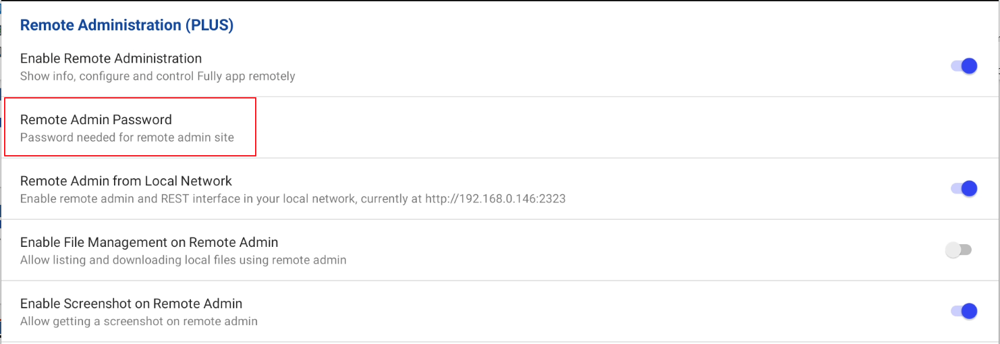 Remote Administration (PLUS)
Enable Remote Administration
Show info, configure and control Fully app remotely
Remote Admin Password
Password needed for remote admin site
Remote Admin from Local Network
Enable remote admin and REST interface in your local network, currently at http://192.168.0.146:2323
Enable File Management on Remote Admin
Allow listing and downloading local files using remote admin
Enable Screenshot on Remote Admin
Allow getting a screenshot on remote admin